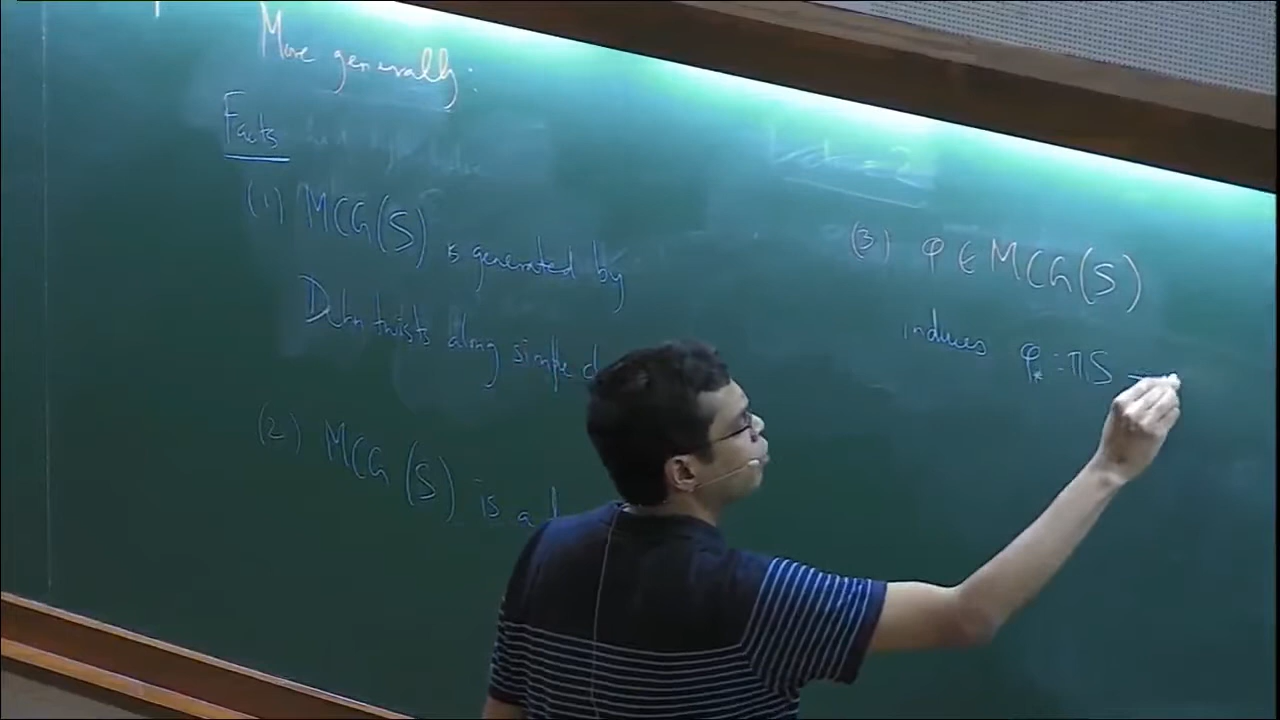 More generally:
Facts
(1) MCG(S) is generated by
Dehn twists along simple
(2) MCG(S) is a
(3) φ ∈ MCG(S)
induces φ_* : πS